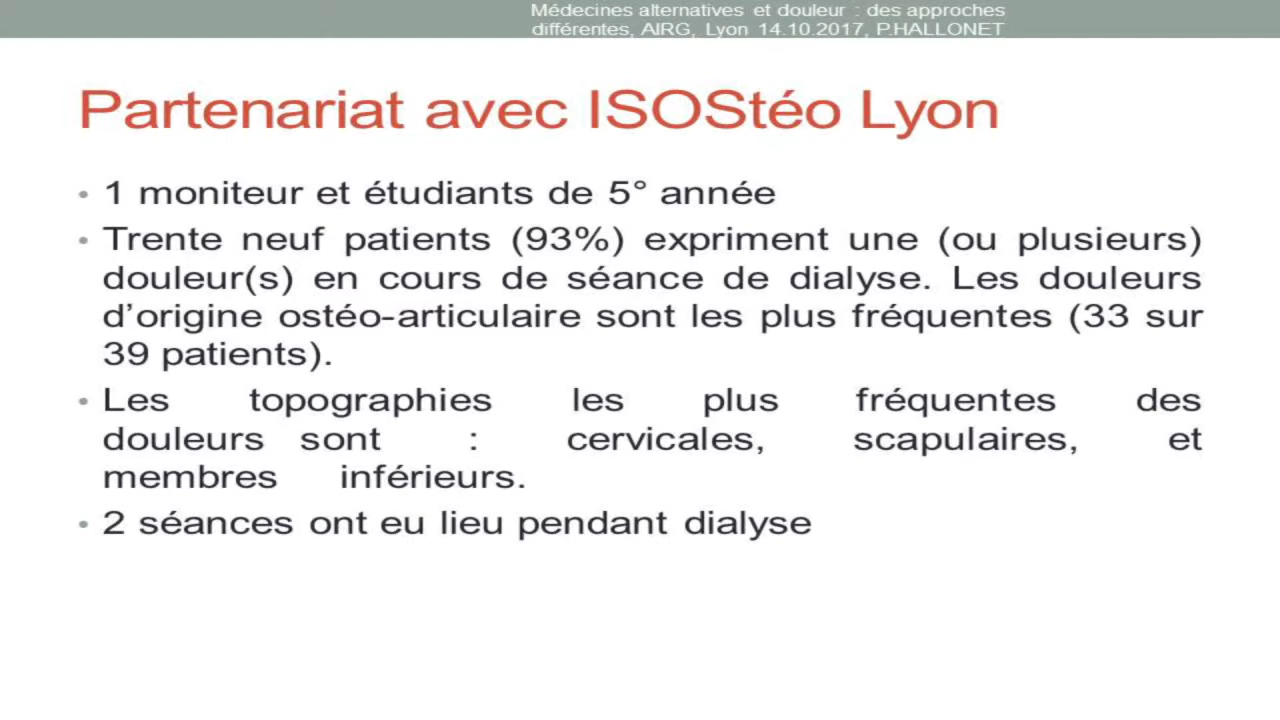 Médecines alternatives et douleur : des approches
différentes, AIRG, Lyon 14.10.2017, P.HALLONET
Partenariat avec ISOStéo Lyon
• 1 moniteur et étudiants de 5° année
• Trente neuf patients (93%) expriment une (ou plusieurs)
douleur(s) en cours de séance de dialyse. Les douleurs
d’origine ostéo-articulaire sont les plus fréquentes (33 sur
39 patients).
• Les topographies les plus fréquentes des
douleurs sont : cervicales, scapulaires, et
membres inférieurs.
• 2 séances ont eu lieu pendant dialyse